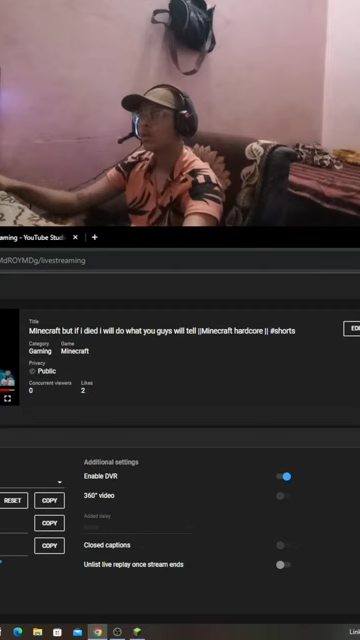 aming - YouTube Studi × +
MdROYMDg/livestreaming
Title
Minecraft but if i died i will do what you guys will tell ||Minecraft hardcore || #shorts
EDI
Category Game
Gaming Minecraft
Privacy
Public
Concurrent viewers Likes
0 2
Additional settings
Enable DVR
RESET COPY
360° video
Added delay
COPY
COPY
Closed captions
Unlist live replay once stream ends